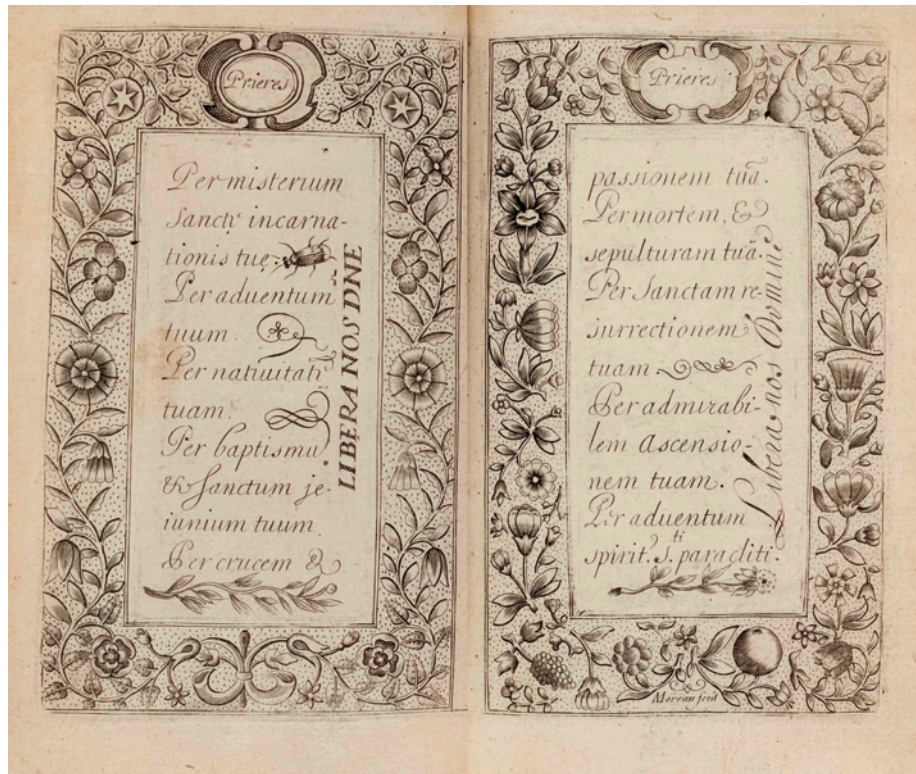 Prieres
Per misterium
Sanctę incarna-
tionis tuę.
Per aduentum
tuum.
Per natiuitatē
tuam.
Per baptismū
& Sanctum je-
iunium tuum
Per crucem &
LIBERA NOS DÑE
Prieres
passionem tuā.
Per mortem, &
sepulturam tuā.
Per Sanctam re-
surrectionem
tuam
Per admirabi-
lem Ascensio-
nem tuam.
Per aduentum
spirit. S.ti paracliti.
Libera nos Domine
Moreau fecit